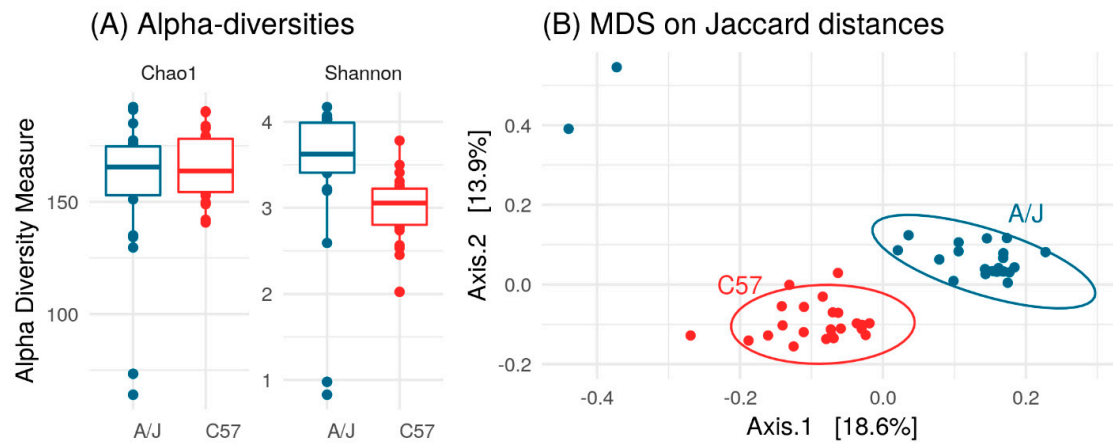 (A) Alpha-diversities
Chao1
Shannon
Alpha Diversity Measure
150
100
4
3
2
1
A/J
C57
A/J
C57
(B) MDS on Jaccard distances
Axis.2 [13.9%]
0.4
0.2
0.0
-0.2
A/J
C57
-0.4
-0.2
0.0
0.2
Axis.1 [18.6%]